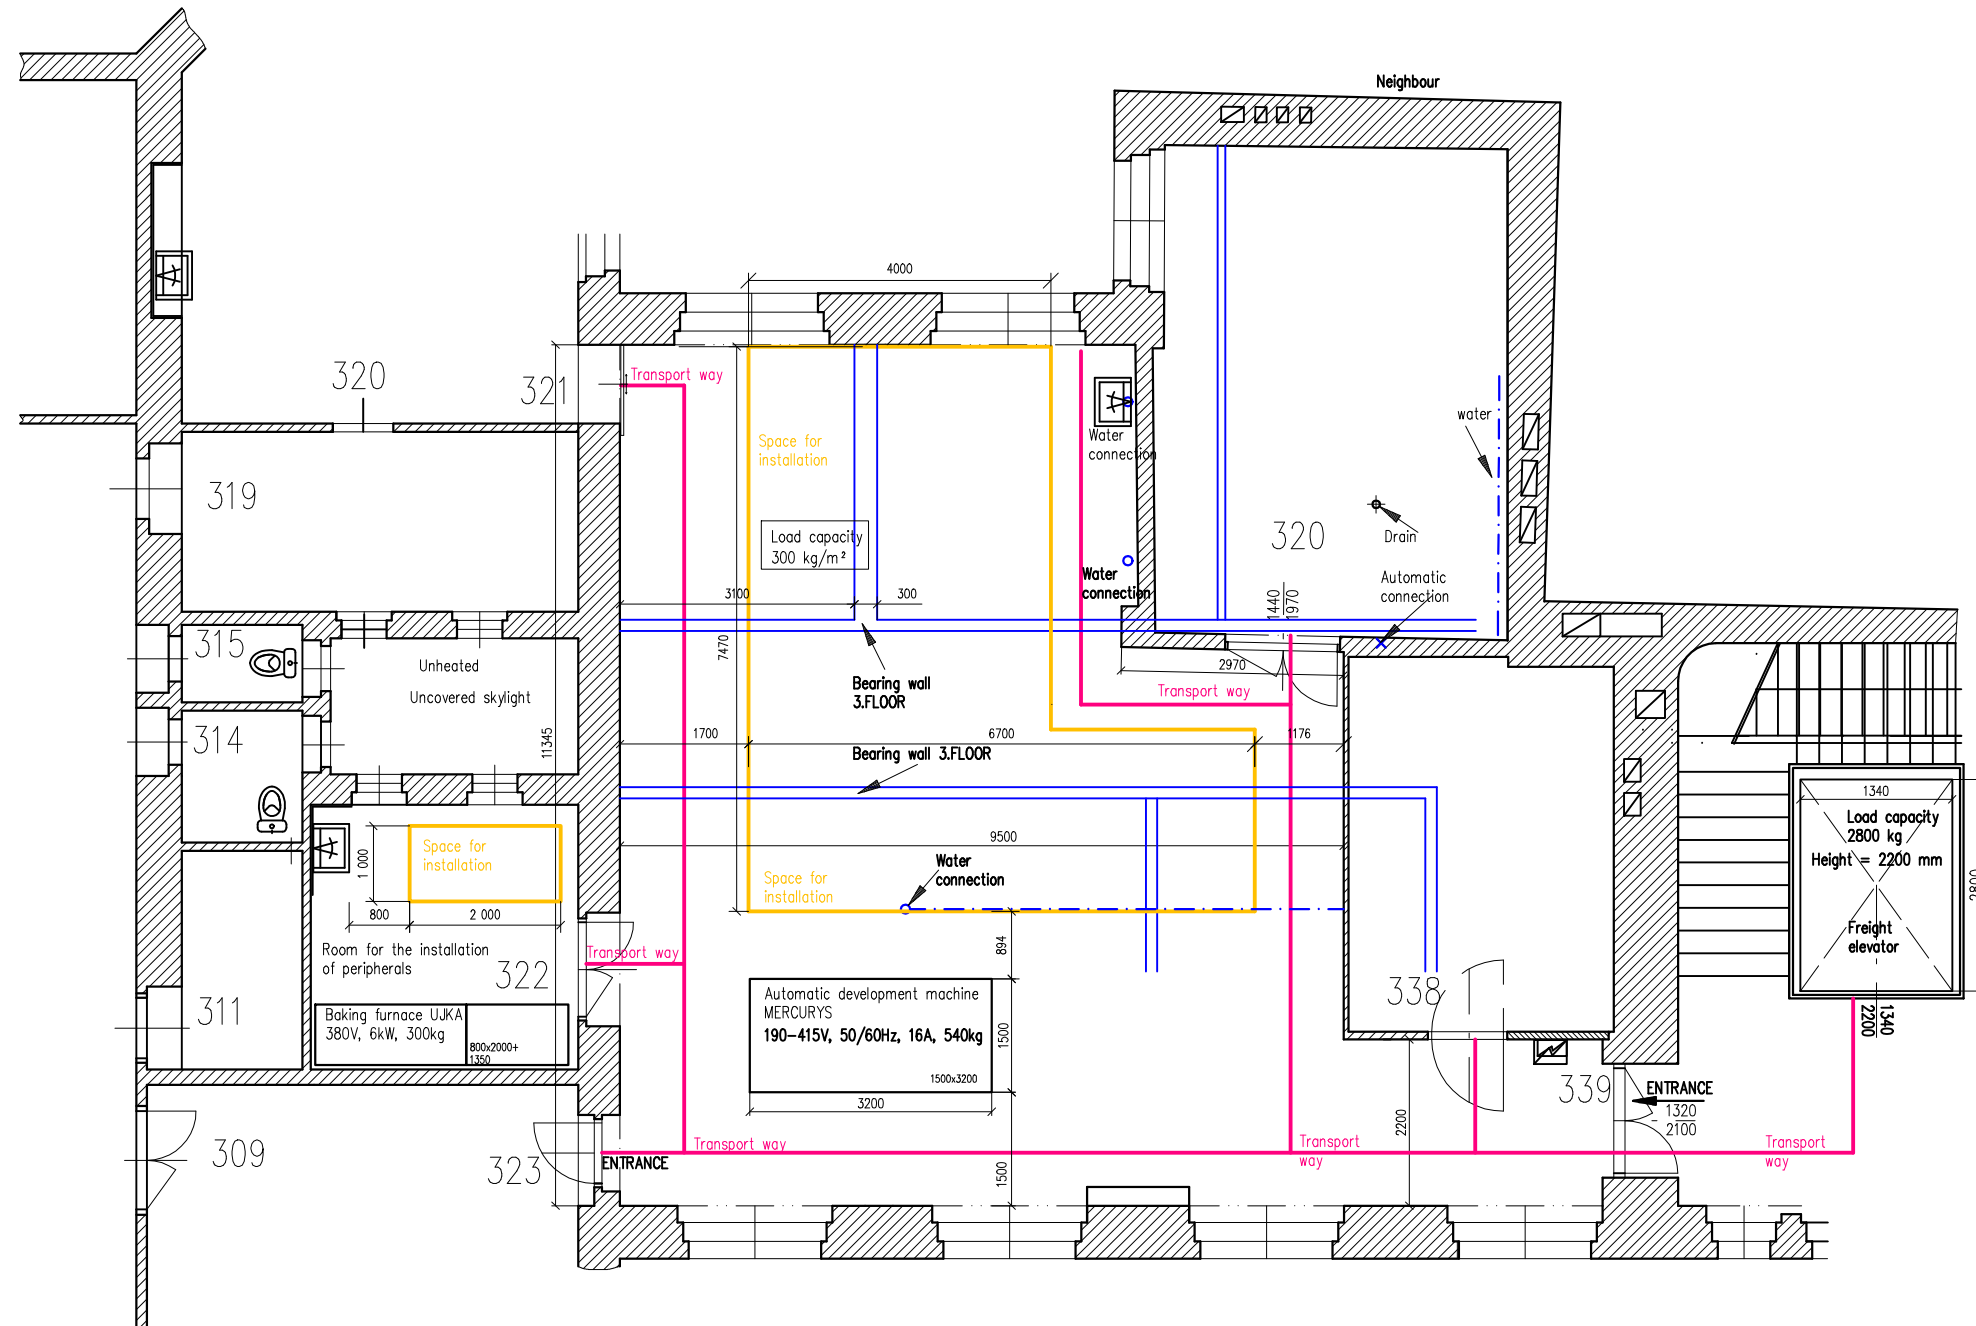 Neighbour
4000
320
321
Transport way
Space for
installation
Water
connection
water
319
Load capacity
300 kg/m²
320
Drain
Automatic
connection
Water
connection
3100
300
1440
1970
7470
315
Unheated
Uncovered skylight
2970
Transport way
Bearing wall
3.FLOOR
314
11345
1700
6700
1176
Bearing wall 3.FLOOR
1340
Load capacity
2800 kg
Height = 2200 mm
1 000
Space for
installation
9500
Water
connection
Space for
installation
2800
800
2 000
Freight
elevator
894
Room for the installation
of peripherals
Transport way
322
338
311
Automatic development machine
MERCURYS
190-415V, 50/60Hz, 16A, 540kg
1500x3200
1500
Baking furnace UJKA
380V, 6kW, 300kg
800x2000+
1350
1340
2200
339
ENTRANCE
1320
2100
3200
2200
309
323
ENTRANCE
Transport way
1500
Transport
way
Transport
way